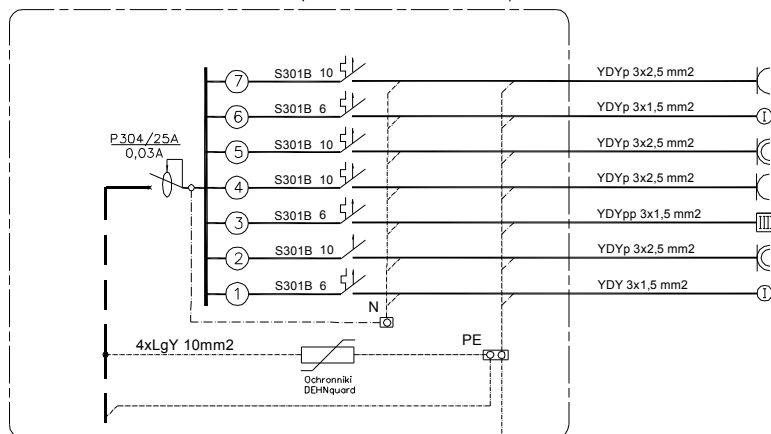 7 S301B 10 YDYp 3x2,5 mm2
6 S301B 6 YDYp 3x1,5 mm2 I
P304/25A
0,03A
5 S301B 10 YDYp 3x2,5 mm2
4 S301B 10 YDYp 3x2,5 mm2
3 S301B 6 YDYpp 3x1,5 mm2 III
2 S301B 10 YDYp 3x2,5 mm2
1 S301B 6 YDY 3x1,5 mm2 I
N
4xLgY 10mm2 PE
Ochronniki
DEHNquard